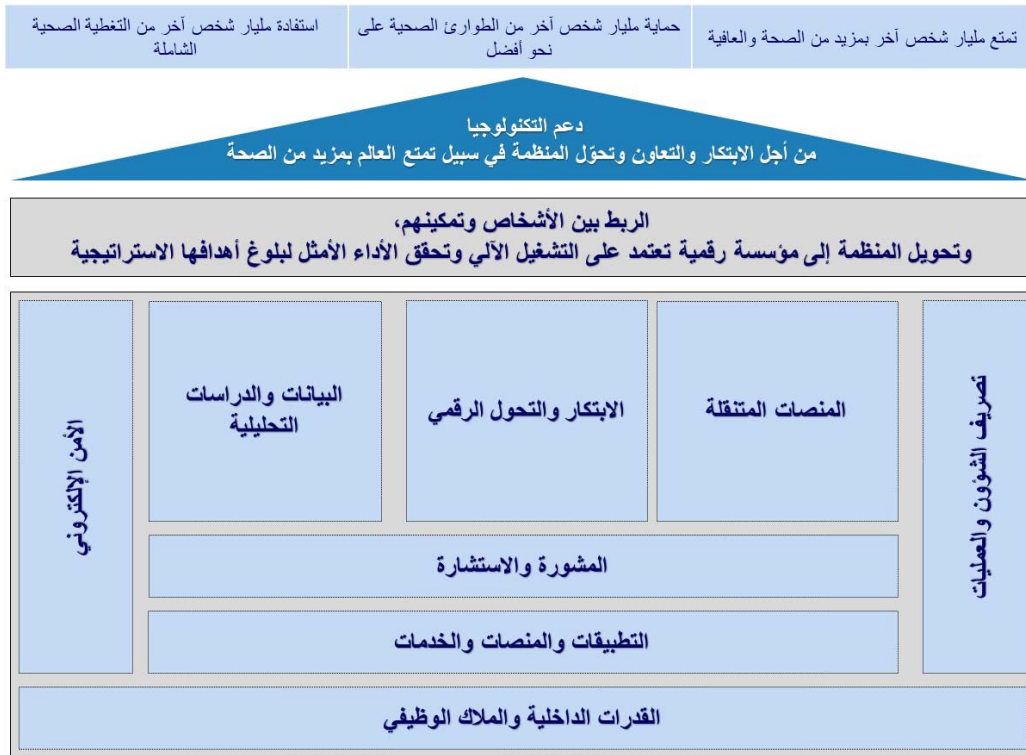 تمتع مليار شخص آخر بمزيد من الصحة والعافية
حماية مليار شخص آخر من الطوارئ الصحية على
نحو أفضل
استفادة مليار شخص آخر من التغطية الصحية
الشاملة
دعم التكنولوجيا
من أجل الابتكار والتعاون وتحوّل المنظمة في سبيل تمتع العالم بمزيد من الصحة
الربط بين الأشخاص وتمكينهم،
وتحويل المنظمة إلى مؤسسة رقمية تعتمد على التشغيل الآلي وتحقق الأداء الأمثل لبلوغ أهدافها الاستراتيجية
تصريف الشؤون والعمليات
المنصات المتنقلة
الابتكار والتحول الرقمي
البيانات والدراسات
التحليلية
الأمن الإلكتروني
المشورة والاستشارة
التطبيقات والمنصات والخدمات
القدرات الداخلية والملاك الوظيفي